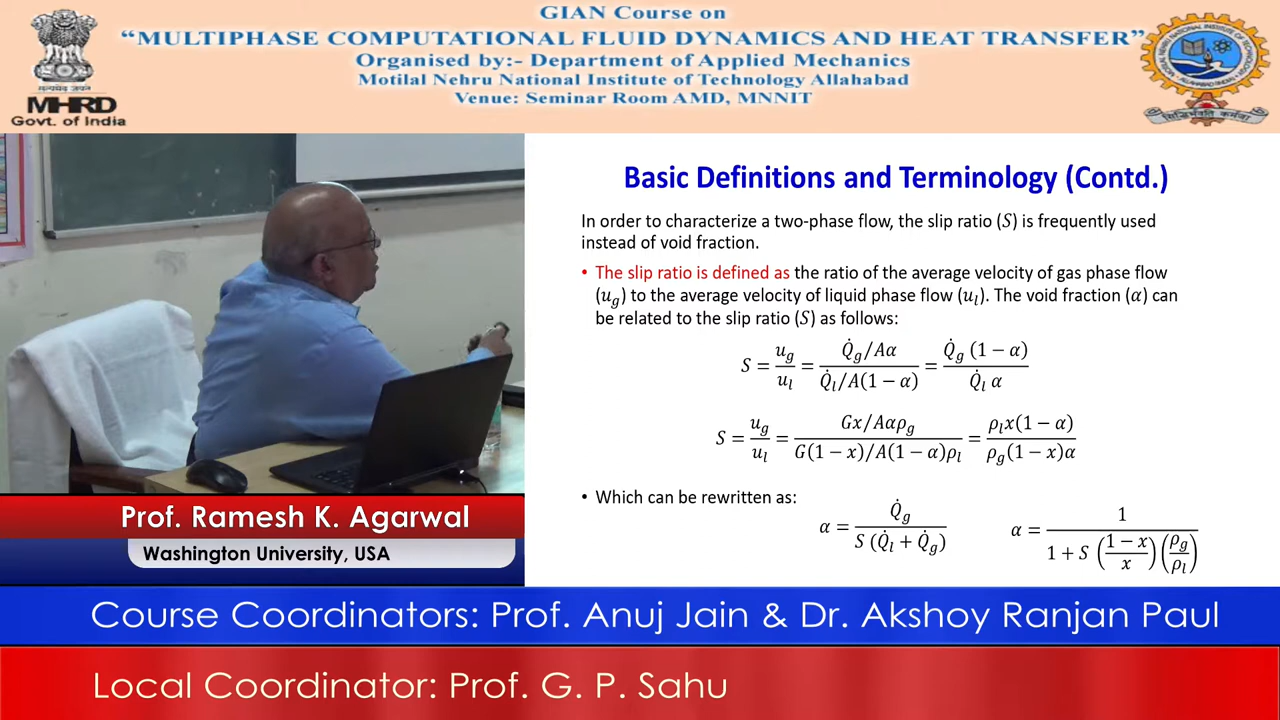 GIAN Course on
“MULTIPHASE COMPUTATIONAL FLUID DYNAMICS AND HEAT TRANSFER”
Organised by:- Department of Applied Mechanics
Motilal Nehru National Institute of Technology Allahabad
Venue: Seminar Room AMD, MNNIT
सत्यमेव जयते
MHRD
Govt. of India
Basic Definitions and Terminology (Contd.)
In order to characterize a two-phase flow, the slip ratio (S) is frequently used
instead of void fraction.
• The slip ratio is defined as the ratio of the average velocity of gas phase flow
(u_g) to the average velocity of liquid phase flow (u_l). The void fraction (α) can
be related to the slip ratio (S) as follows:
S = u_g/u_l = (Q̇_g/Aα)/(Q̇_l/A(1 − α)) = (Q̇_g (1 − α))/(Q̇_l α)
S = u_g/u_l = (Gx/Aαρ_g)/(G(1 − x)/A(1 − α)ρ_l) = (ρ_l x(1 − α))/(ρ_g(1 − x)α)
• Which can be rewritten as:
α = Q̇_g/(S (Q̇_l + Q̇_g))
α = 1/(1 + S ((1 − x)/x)(ρ_g/ρ_l))
Prof. Ramesh K. Agarwal
Washington University, USA
Course Coordinators: Prof. Anuj Jain & Dr. Akshoy Ranjan Paul
Local Coordinator: Prof. G. P. Sahu